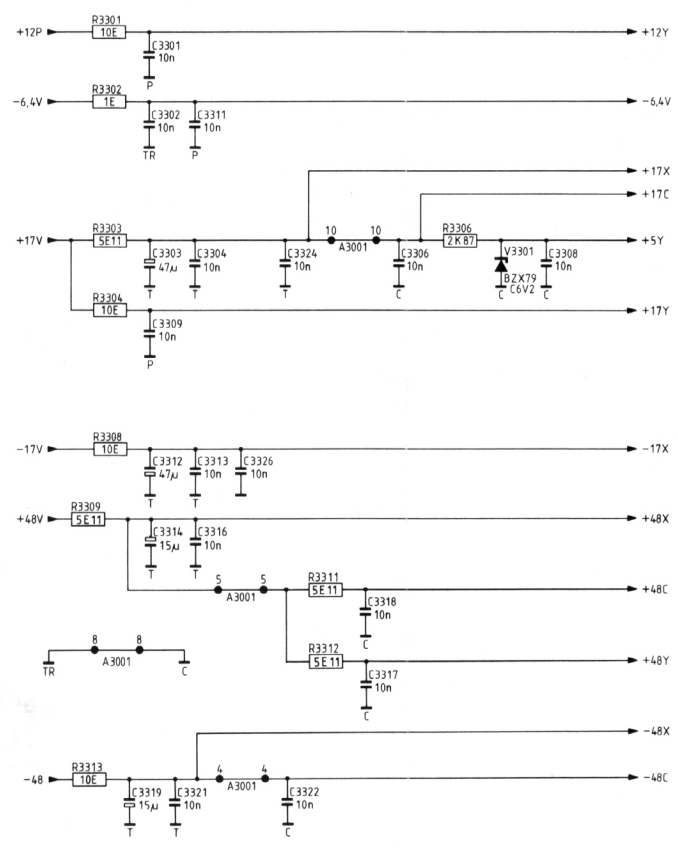 R3301
+12P 10E +12Y
C3301
10n
P
R3302
-6,4V 1E -6,4V
C3302 C3311
10n 10n
TR P
+17X
+17C
R3303 10 10 R3306
+17V 5E11 A3001 2K87 +5Y
C3303 C3304 C3324 C3306 V3301 C3308
47µ 10n 10n 10n BZX79 10n
C6V2
T T T C C C
R3304
10E +17Y
C3309
10n
P
R3308
-17V 10E -17X
C3312 C3313 C3326
47µ 10n 10n
T T
R3309
+48V 5E11 +48X
C3314 C3316
15µ 10n
T T
5 5 R3311
A3001 5E11 +48C
C3318
10n
C
8 8
A3001
TR C
R3312
5E11 +48Y
C3317
10n
C
-48X
R3313 4 4
-48 10E A3001 -48C
C3319 C3321 C3322
15µ 10n 10n
T T C